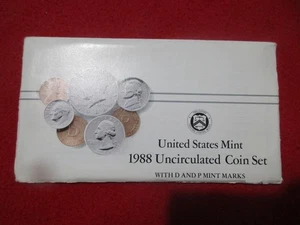 United States Mint
1988 Uncirculated Coin Set
WITH D AND P MINT MARKS